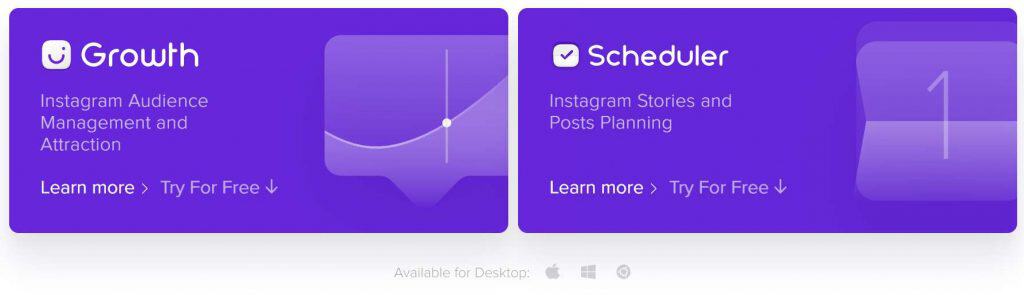 Growth
Instagram Audience
Management and
Attraction
Learn more > Try For Free ↓
Scheduler
Instagram Stories and
Posts Planning
1
Learn more > Try For Free ↓
Available for Desktop: